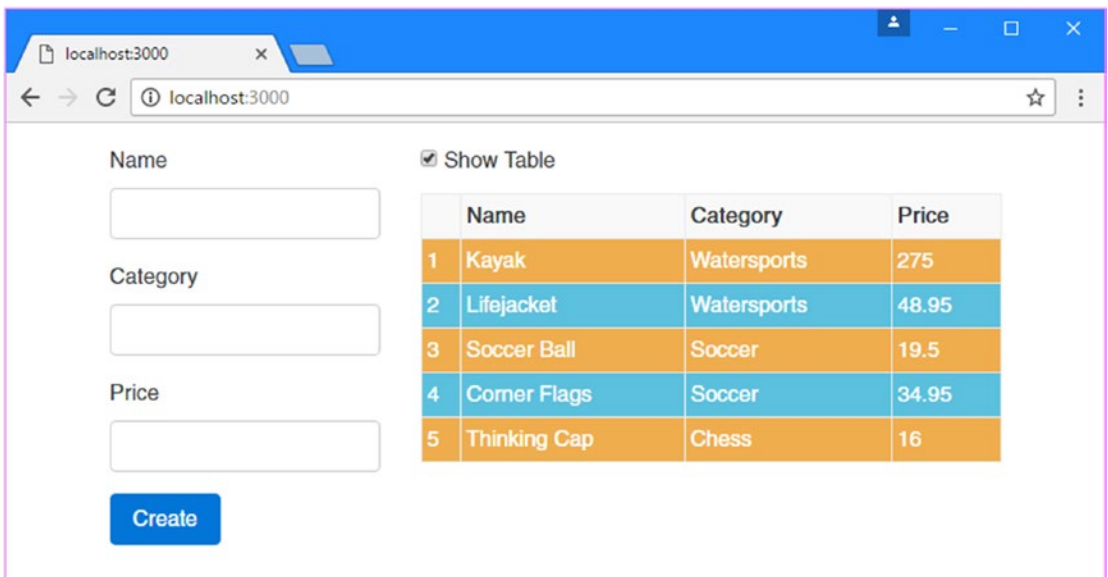 localhost:3000
localhost:3000
Name
Category
Price
Create
Show Table
Name Category Price
1 Kayak Watersports 275
2 Lifejacket Watersports 48.95
3 Soccer Ball Soccer 19.5
4 Corner Flags Soccer 34.95
5 Thinking Cap Chess 16